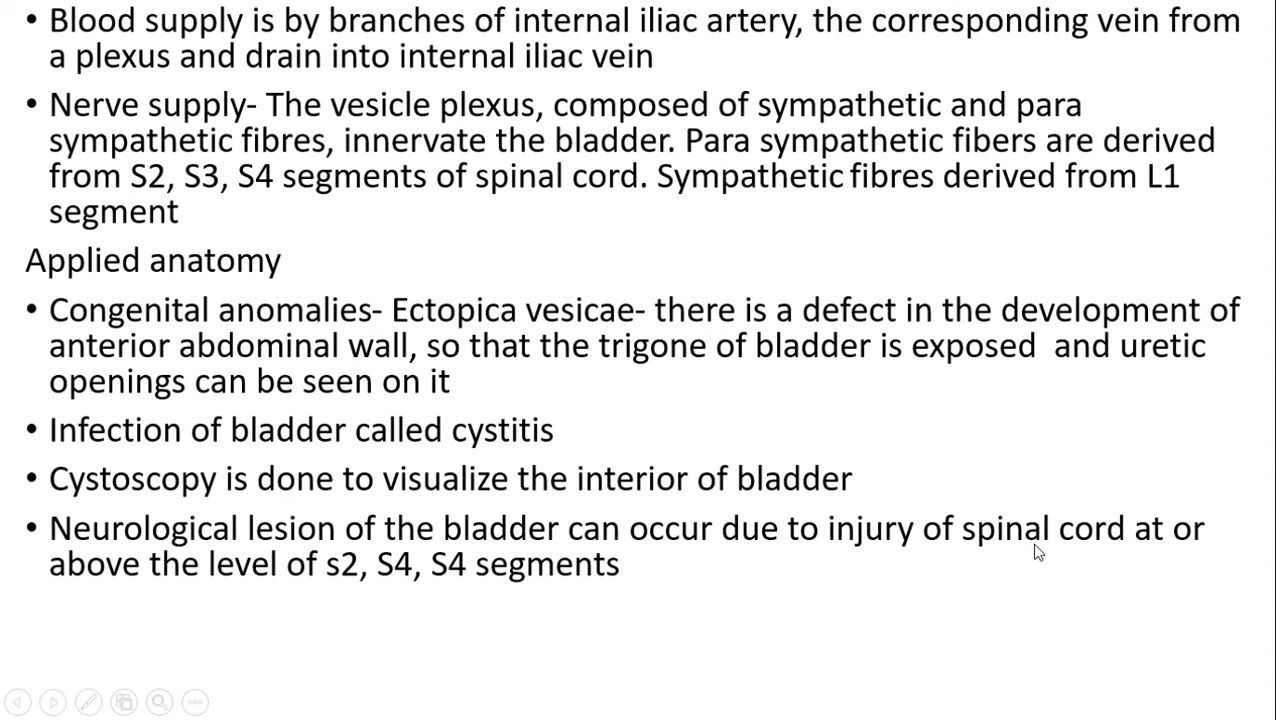 • Blood supply is by branches of internal iliac artery, the corresponding vein from
a plexus and drain into internal iliac vein
• Nerve supply- The vesicle plexus, composed of sympathetic and para
sympathetic fibres, innervate the bladder. Para sympathetic fibers are derived
from S2, S3, S4 segments of spinal cord. Sympathetic fibres derived from L1
segment
Applied anatomy
• Congenital anomalies- Ectopica vesicae- there is a defect in the development of
anterior abdominal wall, so that the trigone of bladder is exposed  and uretic
openings can be seen on it
• Infection of bladder called cystitis
• Cystoscopy is done to visualize the interior of bladder
• Neurological lesion of the bladder can occur due to injury of spinal cord at or
above the level of s2, S4, S4 segments